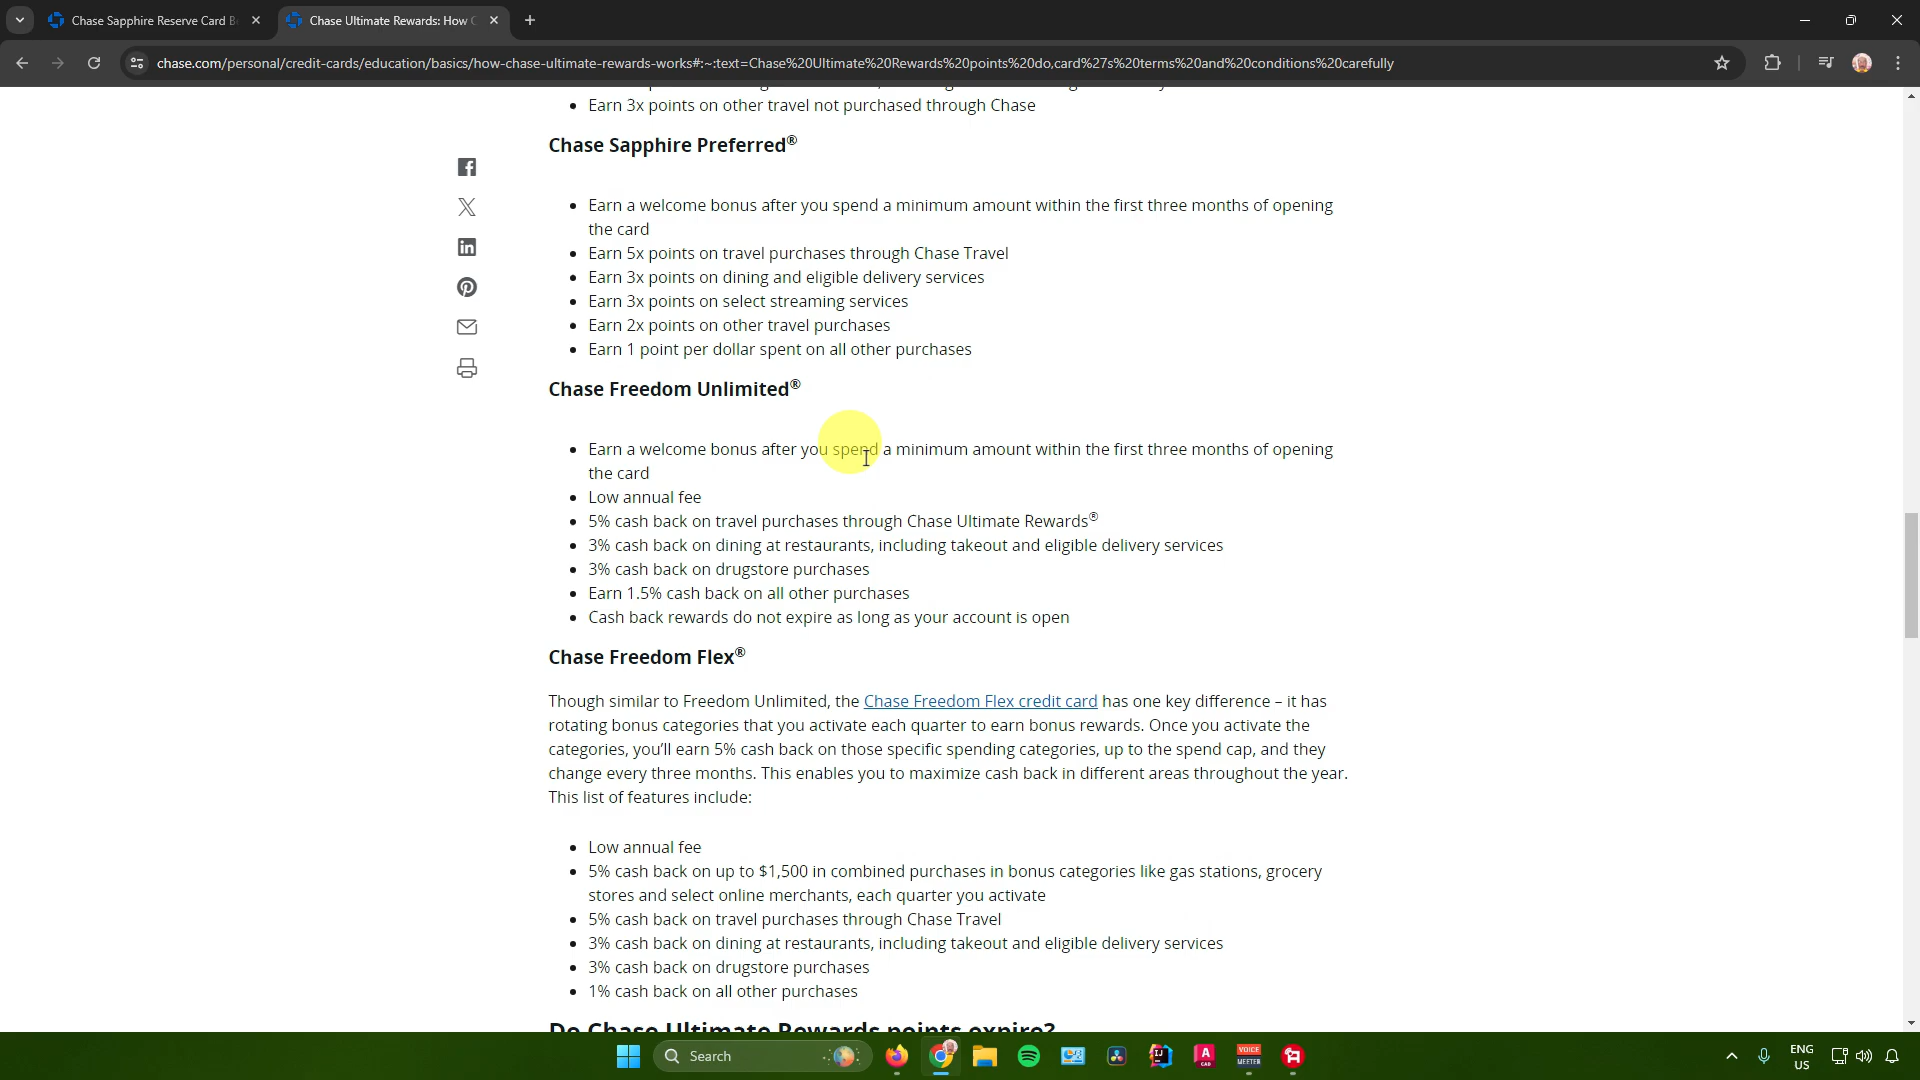 Chase Sapphire Reserve Card B
Chase Ultimate Rewards: How C
chase.com/personal/credit-cards/education/basics/how-chase-ultimate-rewards-works#:~:text=Chase%20Ultimate%20Rewards%20points%20do,card%27s%20terms%20and%20conditions%20carefully
• Earn 3x points on other travel not purchased through Chase
Chase Sapphire Preferred®
• Earn a welcome bonus after you spend a minimum amount within the first three months of opening
the card
• Earn 5x points on travel purchases through Chase Travel
• Earn 3x points on dining and eligible delivery services
• Earn 3x points on select streaming services
• Earn 2x points on other travel purchases
• Earn 1 point per dollar spent on all other purchases
Chase Freedom Unlimited®
• Earn a welcome bonus after you spend a minimum amount within the first three months of opening
the card
• Low annual fee
• 5% cash back on travel purchases through Chase Ultimate Rewards®
• 3% cash back on dining at restaurants, including takeout and eligible delivery services
• 3% cash back on drugstore purchases
• Earn 1.5% cash back on all other purchases
• Cash back rewards do not expire as long as your account is open
Chase Freedom Flex®
Though similar to Freedom Unlimited, the Chase Freedom Flex credit card has one key difference – it has
rotating bonus categories that you activate each quarter to earn bonus rewards. Once you activate the
categories, you’ll earn 5% cash back on those specific spending categories, up to the spend cap, and they
change every three months. This enables you to maximize cash back in different areas throughout the year.
This list of features include:
• Low annual fee
• 5% cash back on up to $1,500 in combined purchases in bonus categories like gas stations, grocery
stores and select online merchants, each quarter you activate
• 5% cash back on travel purchases through Chase Travel
• 3% cash back on dining at restaurants, including takeout and eligible delivery services
• 3% cash back on drugstore purchases
• 1% cash back on all other purchases
Do Chase Ultimate Rewards points expire?
Search
VOICE
MEETER
ENG
US